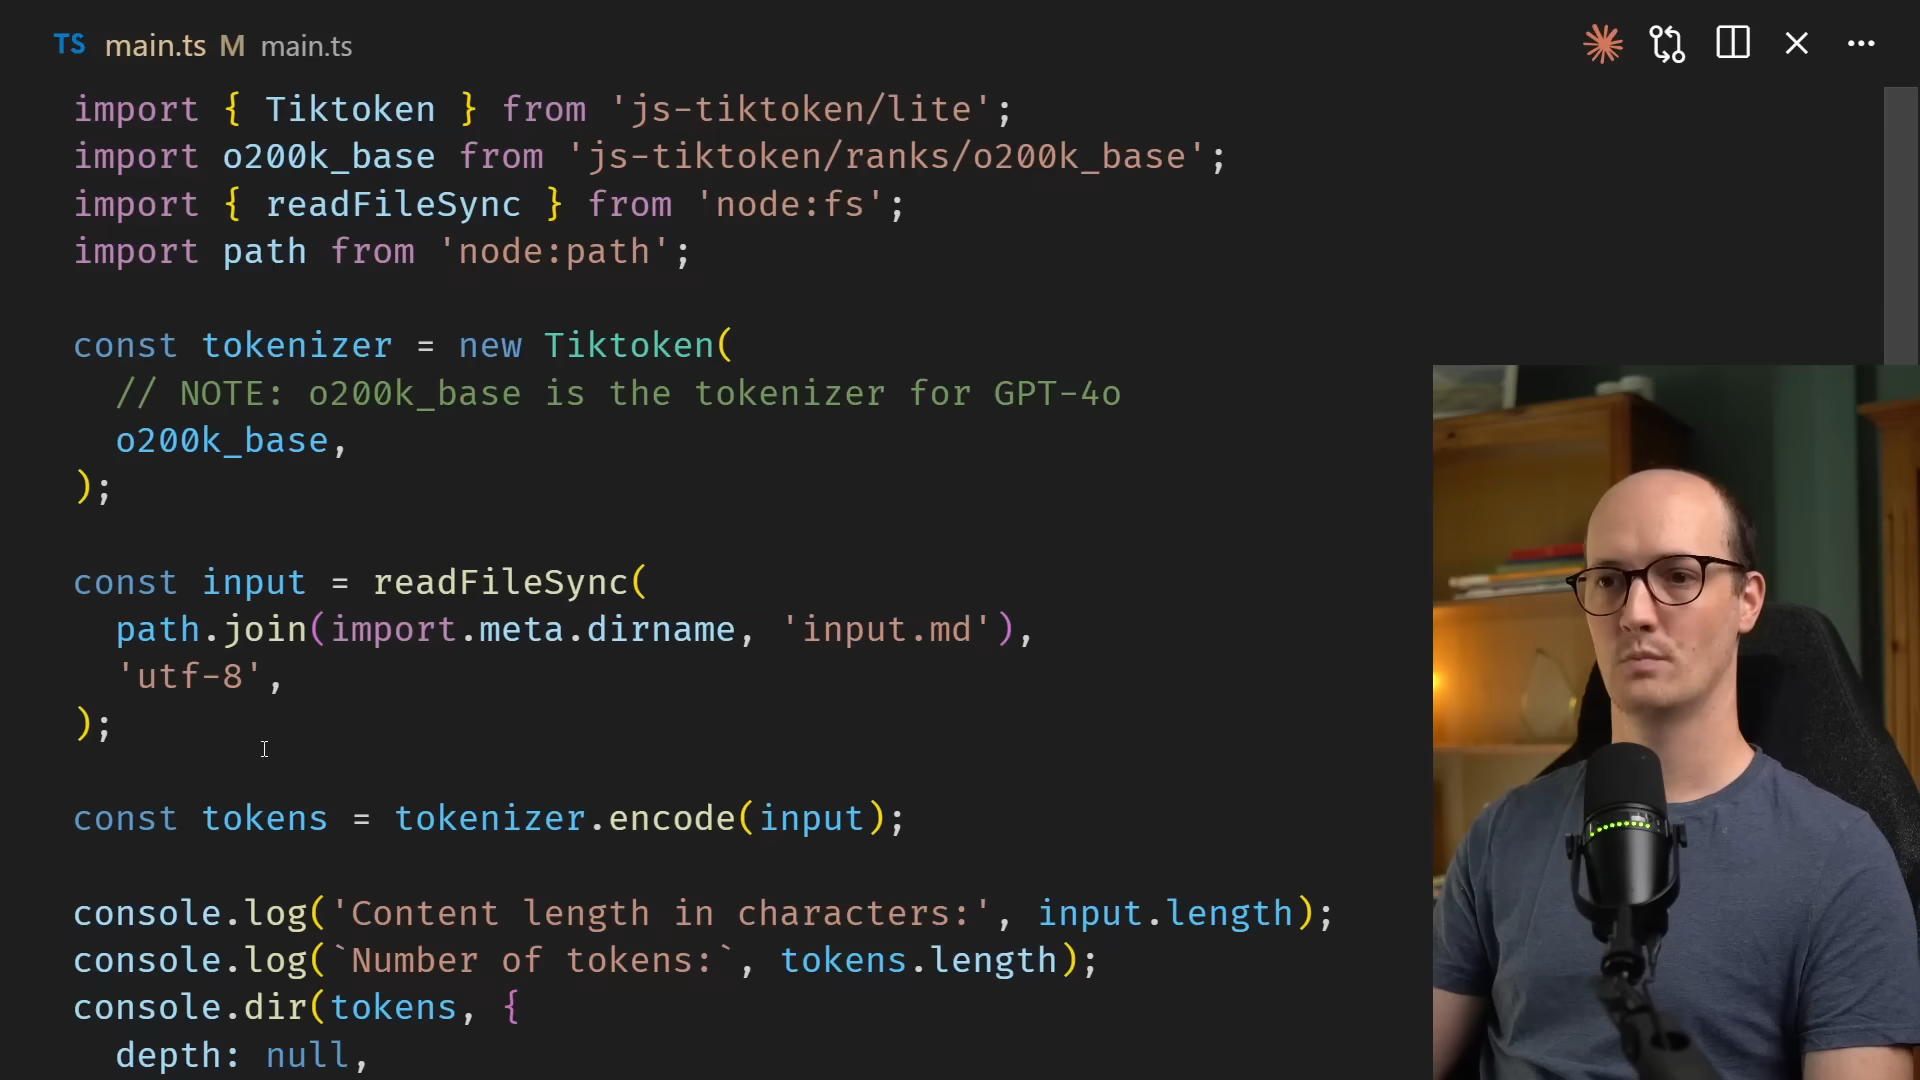 TS main.ts M main.ts
import { Tiktoken } from 'js-tiktoken/lite';
import o200k_base from 'js-tiktoken/ranks/o200k_base';
import { readFileSync } from 'node:fs';
import path from 'node:path';
const tokenizer = new Tiktoken(
// NOTE: o200k_base is the tokenizer for GPT-4o
o200k_base,
);
const input = readFileSync(
path.join(import.meta.dirname, 'input.md'),
'utf-8',
);
const tokens = tokenizer.encode(input);
console.log('Content length in characters:', input.length);
console.log(`Number of tokens:`, tokens.length);
console.dir(tokens, {
depth: null,